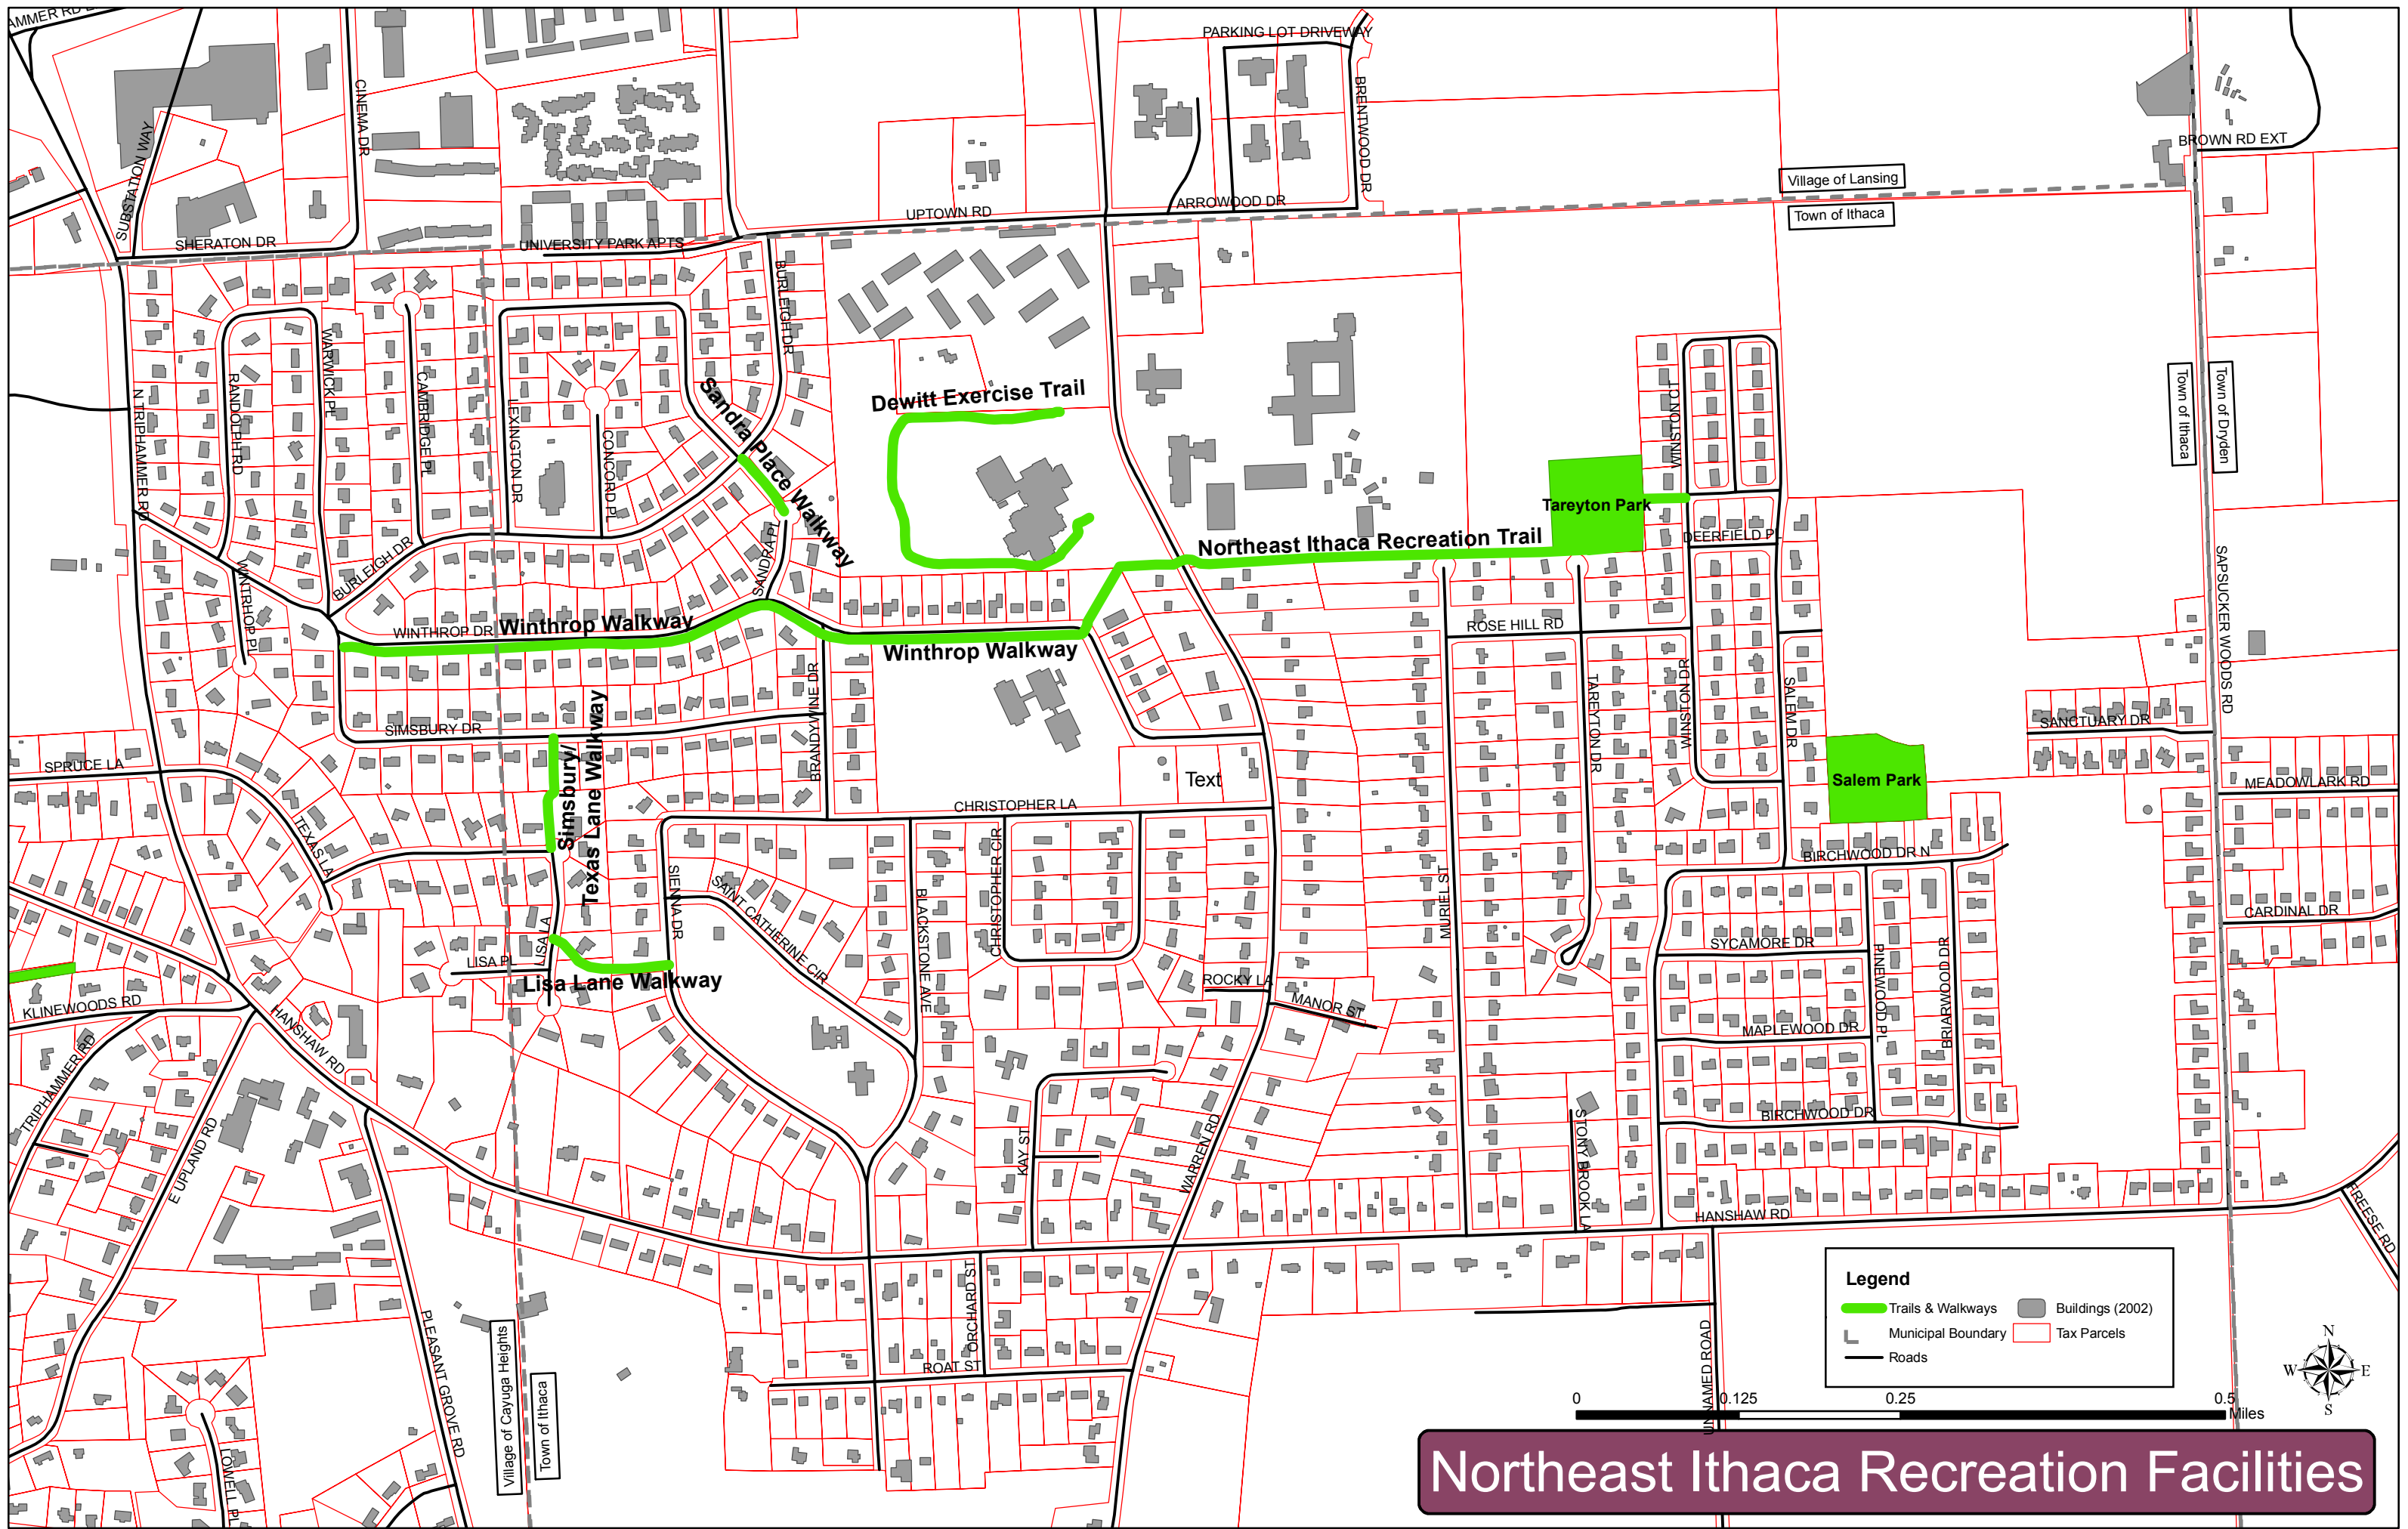 AMMER RD E
PARKING LOT DRIVEWAY
CINEMA DR
BRENTWOOD DR
SUBSTATION WAY
BROWN RD EXT
Village of Lansing
Town of Ithaca
ARROWOOD DR
UPTOWN RD
SHERATON DR
UNIVERSITY PARK APTS
BURLEIGH DR
WARWICK PL
RANDOLPH RD
CAMBRIDGE PL
N TRIPHAMMER RD
LEXINGTON DR
CONCORD PL
Sandra Place Walkway
Dewitt Exercise Trail
WINSTON CT
Town of Ithaca
Town of Dryden
Tareyton Park
DEERFIELD PL
Northeast Ithaca Recreation Trail
SANDRA PL
BURLEIGH DR
WINTRHOP PL
SAPSUCKER WOODS RD
WINTHROP DR
Winthrop Walkway
Winthrop Walkway
ROSE HILL RD
BRANDYWINE DR
TAREYTON DR
WINSTON DR
SALEM DR
SIMSBURY DR
Simsbury/
Texas Lane Walkway
SANCTUARY DR
SPRUCE LA
Text
Salem Park
MEADOWLARK RD
CHRISTOPHER LA
TEXAS LA
CHRISTOPHER CIR
BIRCHWOOD DR N
SIENNA DR
SAINT CATHERINE CIR
BLACKSTONE AVE
MURIEL ST
CARDINAL DR
LISA LA
LISA PL
Lisa Lane Walkway
SYCAMORE DR
PINEWOOD PL
BRIARWOOD DR
ROCKY LA
MANOR ST
KLINEWOODS RD
HANSHAW RD
MAPLEWOOD DR
TRIPHAMMER RD
E UPLAND RD
KAY ST
WARREN RD
STONY BROOK LA
BIRCHWOOD DR
HANSHAW RD
FREESE RD
ORCHARD ST
ROAT ST
PLEASANT GROVE RD
Village of Cayuga Heights
Town of Ithaca
LOWELL PL
UNNAMED ROAD
Legend
Trails & Walkways
Buildings (2002)
Municipal Boundary
Tax Parcels
Roads
N
W E
S
0 0.125 0.25 0.5
Miles
Northeast Ithaca Recreation Facilities